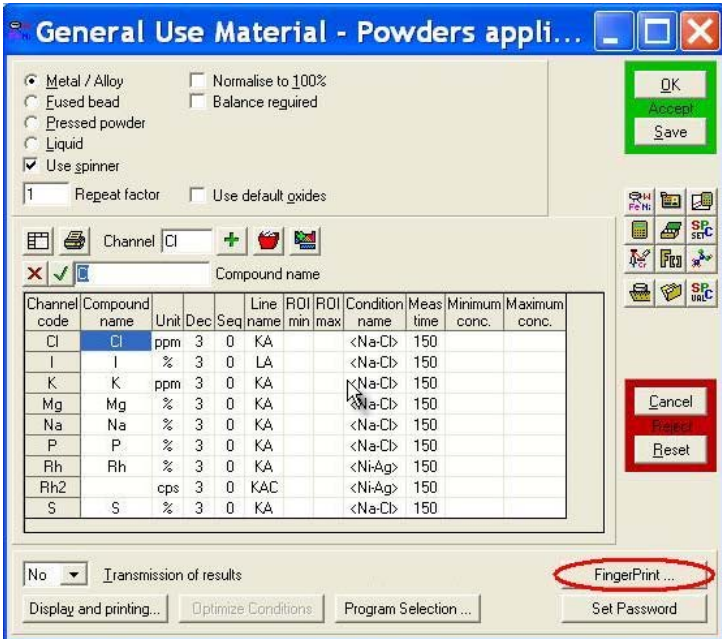 General Use Material - Powders appli...
Metal / Alloy
Fused bead
Pressed powder
Liquid
Use spinner
1 Repeat factor
Normalise to 100%
Balance required
Use default oxides
OK
Accept
Save
Channel Cl
Cl Compound name
Channel code Compound name Unit Dec Seq Line name ROI min ROI max Condition name Meas time Minimum conc. Maximum conc.
Cl Cl ppm 3 0 KA <Na-Cl> 150
I I % 3 0 LA <Na-Cl> 150
K K ppm 3 0 KA <Na-Cl> 150
Mg Mg % 3 0 KA <Na-Cl> 150
Na Na % 3 0 KA <Na-Cl> 150
P P % 3 0 KA <Na-Cl> 150
Rh Rh % 3 0 KA <Ni-Ag> 150
Rh2 cps 3 0 KAC <Ni-Ag> 150
S S % 3 0 KA <Na-Cl> 150
Cancel
Reject
Reset
No Transmission of results
FingerPrint ...
Display and printing...
Optimize Conditions
Program Selection ...
Set Password